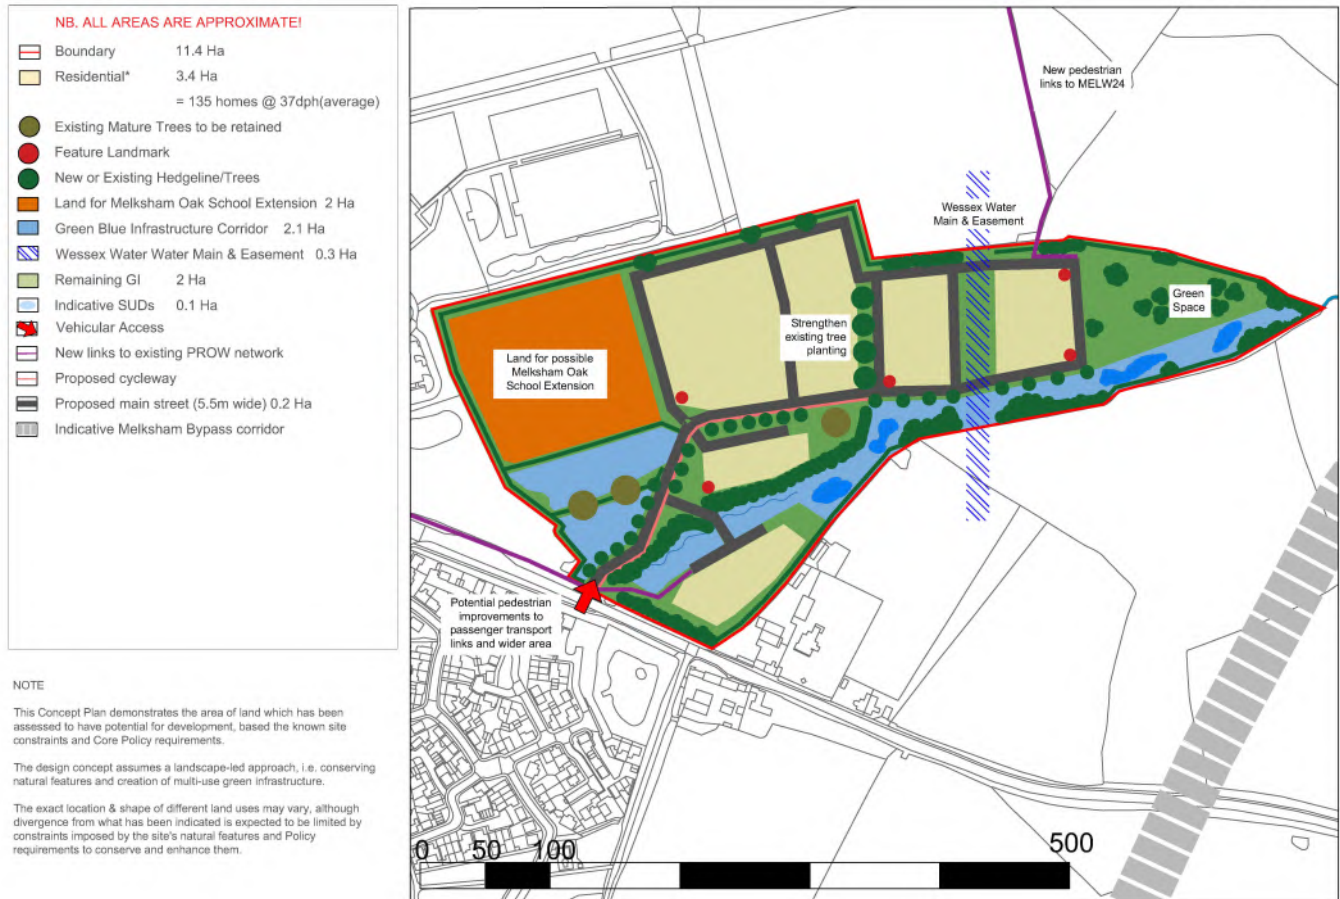 NB. ALL AREAS ARE APPROXIMATE!
Boundary 11.4 Ha
Residential* 3.4 Ha
= 135 homes @ 37dph(average)
Existing Mature Trees to be retained
Feature Landmark
New or Existing Hedgeline/Trees
Land for Melksham Oak School Extension 2 Ha
Green Blue Infrastructure Corridor 2.1 Ha
Wessex Water Water Main & Easement 0.3 Ha
Remaining GI 2 Ha
Indicative SUDs 0.1 Ha
Vehicular Access
New links to existing PROW network
Proposed cycleway
Proposed main street (5.5m wide) 0.2 Ha
Indicative Melksham Bypass corridor
NOTE
This Concept Plan demonstrates the area of land which has been
assessed to have potential for development, based the known site
constraints and Core Policy requirements.
The design concept assumes a landscape-led approach, i.e. conserving
natural features and creation of multi-use green infrastructure.
The exact location & shape of different land uses may vary, although
divergence from what has been indicated is expected to be limited by
constraints imposed by the site's natural features and Policy
requirements to conserve and enhance them.
New pedestrian
links to MELW24
Wessex Water
Main & Easement
Green
Space
Strengthen
existing tree
planting
Land for possible
Melksham Oak
School Extension
Potential pedestrian
improvements to
passenger transport
links and wider area
0 50 100 500